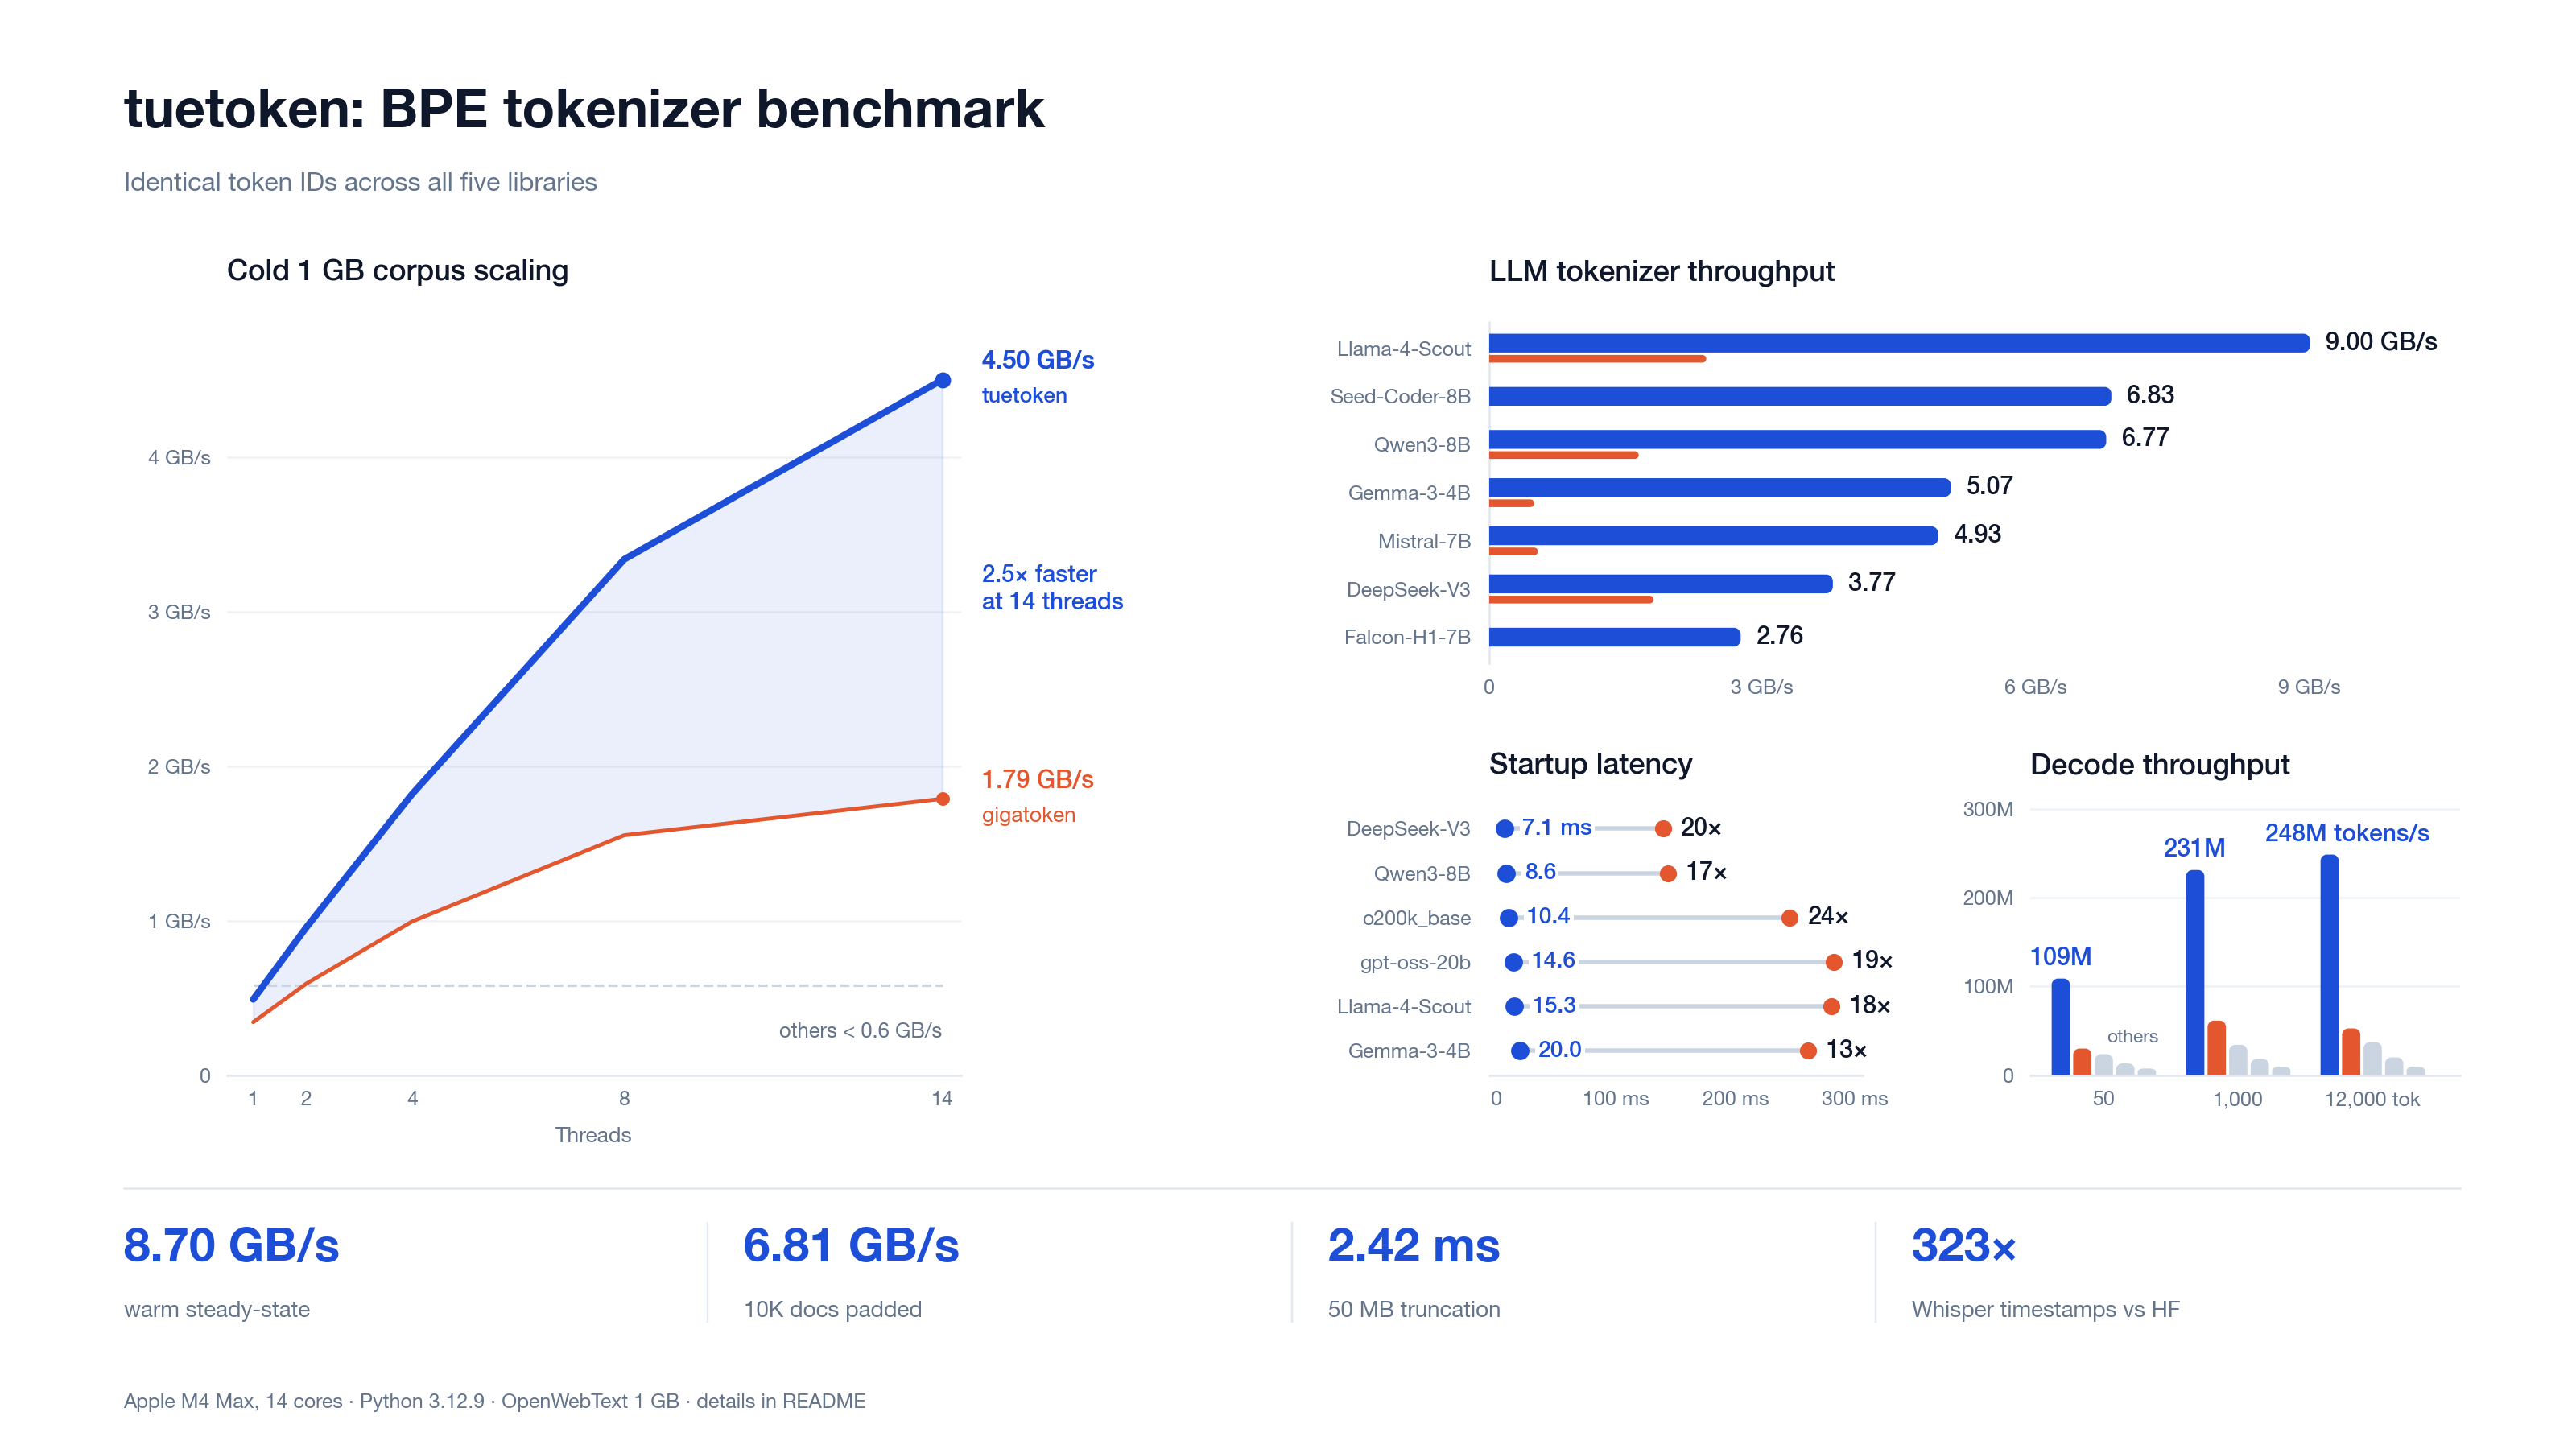 tuetoken: BPE tokenizer benchmark
Identical token IDs across all five libraries
Cold 1 GB corpus scaling
4.50 GB/s
tuetoken
4 GB/s
2.5× faster
at 14 threads
3 GB/s
2 GB/s
1.79 GB/s
gigatoken
1 GB/s
others < 0.6 GB/s
0
1 2 4 8 14
Threads
LLM tokenizer throughput
Llama-4-Scout 9.00 GB/s
Seed-Coder-8B 6.83
Qwen3-8B 6.77
Gemma-3-4B 5.07
Mistral-7B 4.93
DeepSeek-V3 3.77
Falcon-H1-7B 2.76
0 3 GB/s 6 GB/s 9 GB/s
Startup latency
DeepSeek-V3 7.1 ms 20×
Qwen3-8B 8.6 17×
o200k_base 10.4 24×
gpt-oss-20b 14.6 19×
Llama-4-Scout 15.3 18×
Gemma-3-4B 20.0 13×
0 100 ms 200 ms 300 ms
Decode throughput
300M
231M 248M tokens/s
200M
109M
100M
others
0
50 1,000 12,000 tok
8.70 GB/s
warm steady-state
6.81 GB/s
10K docs padded
2.42 ms
50 MB truncation
323×
Whisper timestamps vs HF
Apple M4 Max, 14 cores · Python 3.12.9 · OpenWebText 1 GB · details in README